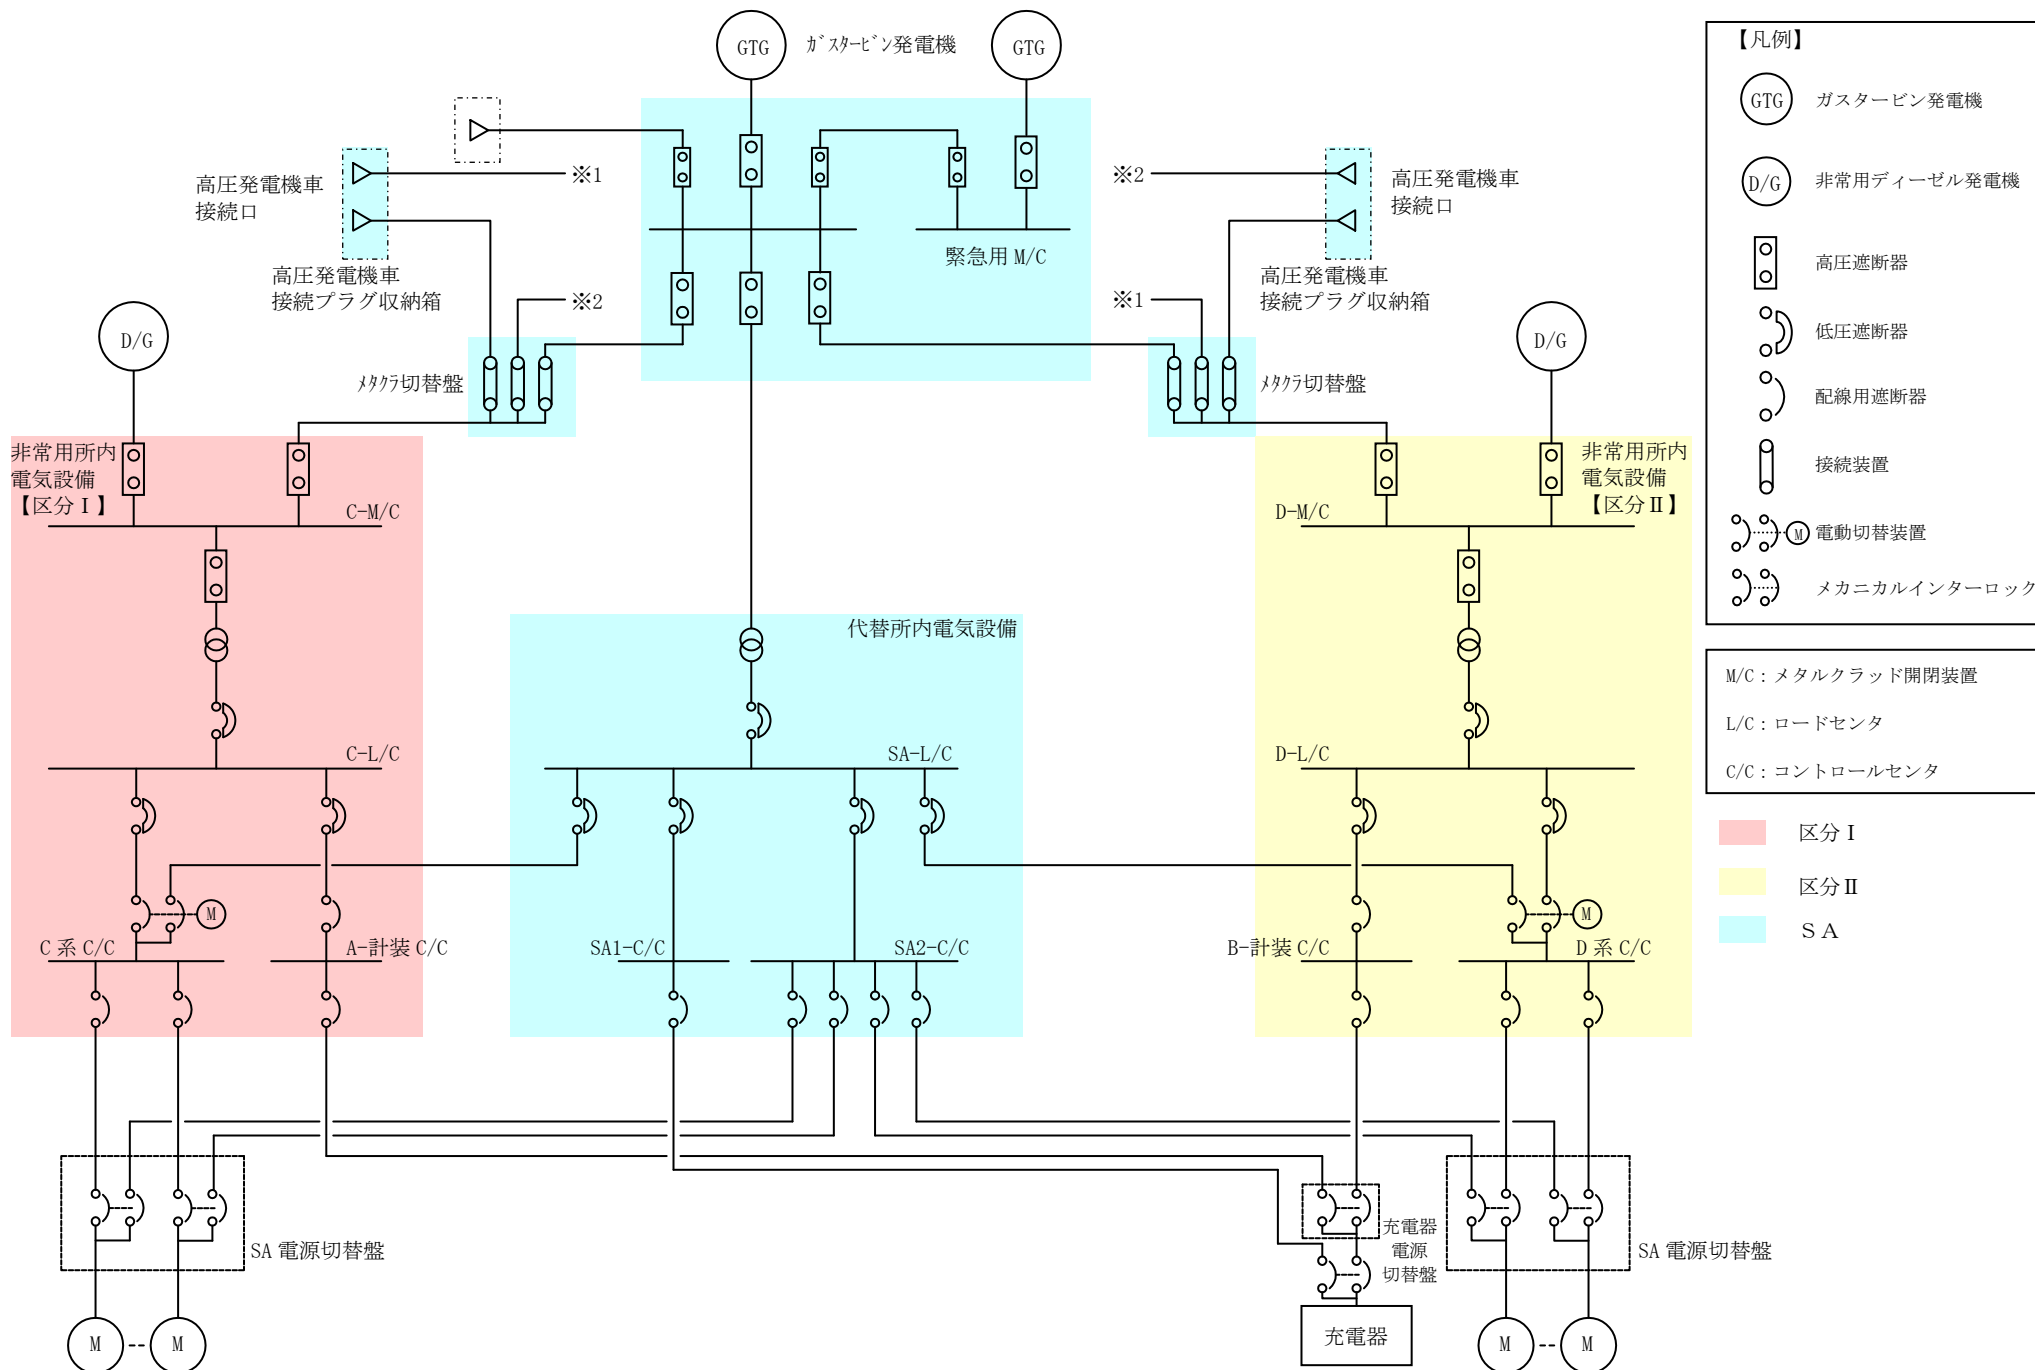 GTG
ｶﾞｽﾀｰﾋﾞﾝ発電機
GTG
※1
高圧発電機車
接続口
高圧発電機車
接続プラグ収納箱
※2
緊急用 M/C
※2
高圧発電機車
接続口
高圧発電機車
接続プラグ収納箱
※1
D/G
ﾒﾀｸﾗ切替盤
ﾒﾀｸﾗ切替盤
D/G
非常用所内
電気設備
【区分Ⅰ】
C-M/C
D-M/C
非常用所内
電気設備
【区分Ⅱ】
代替所内電気設備
C-L/C
SA-L/C
D-L/C
M
M
C 系 C/C
A-計装 C/C
SA1-C/C
SA2-C/C
B-計装 C/C
D 系 C/C
SA 電源切替盤
充電器
電源
切替盤
SA 電源切替盤
充電器
M
M
M
M
【凡例】
GTG ガスタービン発電機
D/G 非常用ディーゼル発電機
高圧遮断器
低圧遮断器
配線用遮断器
接続装置
M 電動切替装置
メカニカルインターロック
M/C：メタルクラッド開閉装置
L/C：ロードセンタ
C/C：コントロールセンタ
区分Ⅰ
区分Ⅱ
ＳＡ